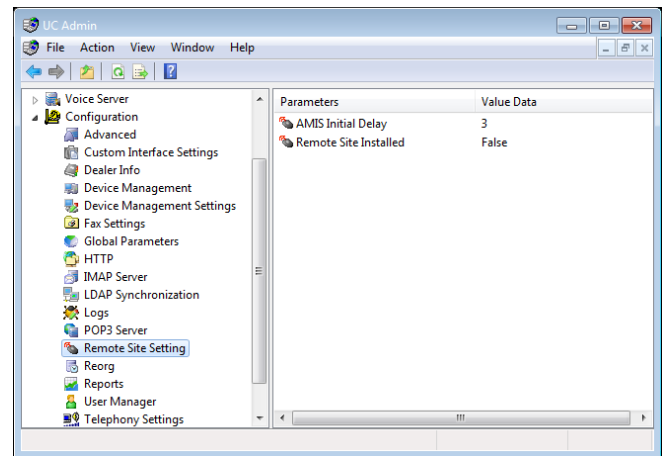 UC Admin
File Action View Window Help
Voice Server
Configuration
Advanced
Custom Interface Settings
Dealer Info
Device Management
Device Management Settings
Fax Settings
Global Parameters
HTTP
IMAP Server
LDAP Synchronization
Logs
POP3 Server
Remote Site Setting
Reorg
Reports
User Manager
Telephony Settings
Parameters Value Data
AMIS Initial Delay 3
Remote Site Installed False